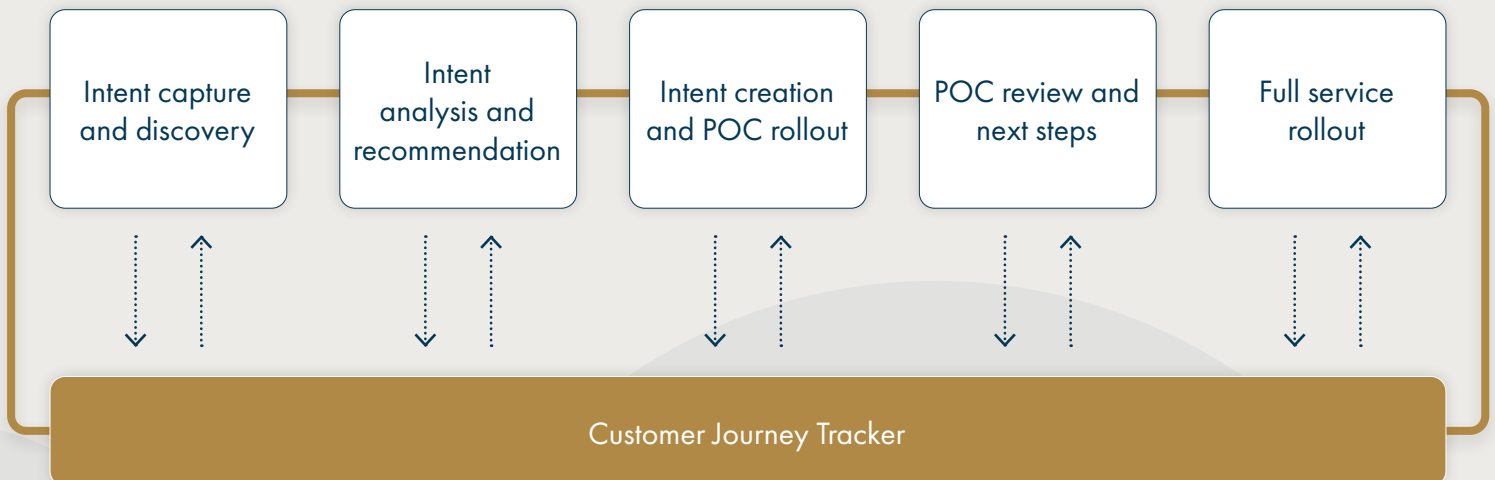 Intent capture
and discovery
Intent
analysis and
recommendation
Intent creation
and POC rollout
POC review and
next steps
Full service
rollout
Customer Journey Tracker